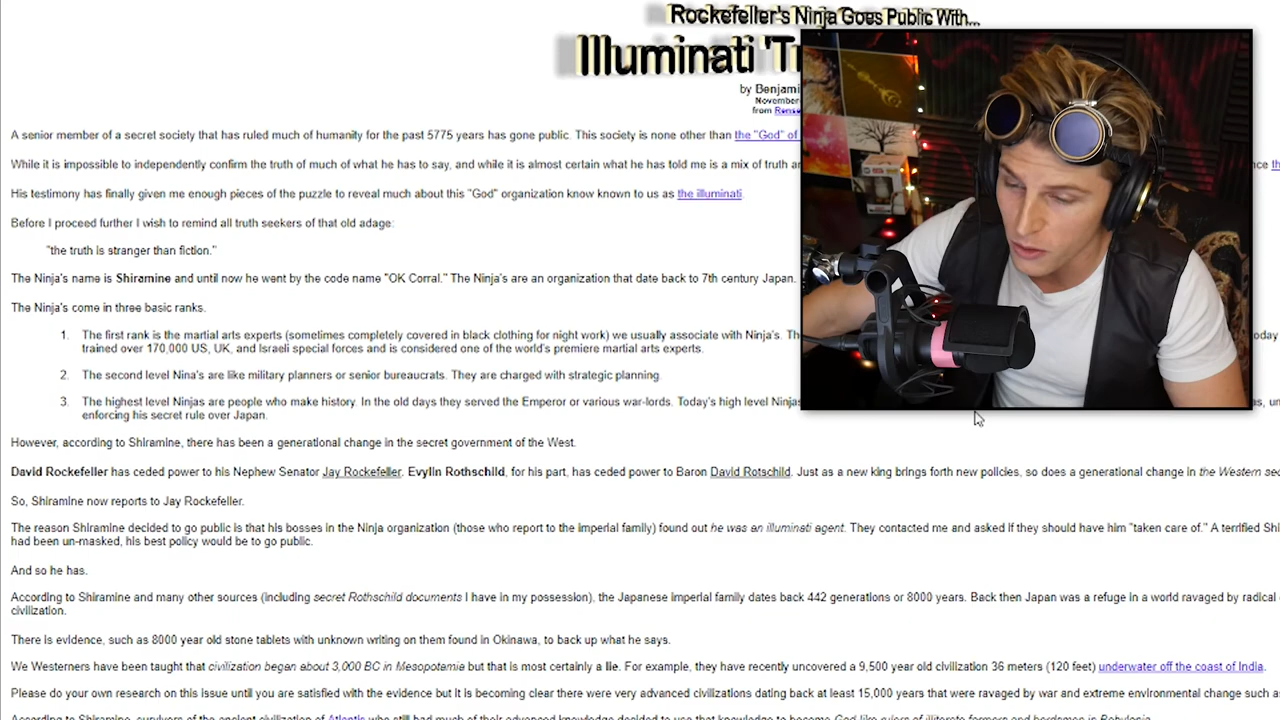 Rockefeller's Ninja Goes Public With...
Illuminati 'Tr
by Benjami
November
from Rense
A senior member of a secret society that has ruled much of humanity for the past 5775 years has gone public. This society is none other than the "God" of
While it is impossible to independently confirm the truth of much of what he has to say, and while it is almost certain what he has told me is a mix of truth an nce th
His testimony has finally given me enough pieces of the puzzle to reveal much about this "God" organization know known to us as the illuminati.
Before I proceed further I wish to remind all truth seekers of that old adage:
"the truth is stranger than fiction."
The Ninja's name is Shiramine and until now he went by the code name "OK Corral." The Ninja's are an organization that date back to 7th century Japan.
The Ninja's come in three basic ranks.
1. The first rank is the martial arts experts (sometimes completely covered in black clothing for night work) we usually associate with Ninja's. Th oday
trained over 170,000 US, UK, and Israeli special forces and is considered one of the world's premiere martial arts experts.
2. The second level Nina's are like military planners or senior bureaucrats. They are charged with strategic planning.
3. The highest level Ninjas are people who make history. In the old days they served the Emperor or various war-lords. Today's high level Ninjas s, un
enforcing his secret rule over Japan.
However, according to Shiramine, there has been a generational change in the secret government of the West.
David Rockefeller has ceded power to his Nephew Senator Jay Rockefeller. Evylin Rothschild, for his part, has ceded power to Baron David Rotschild. Just as a new king brings forth new policies, so does a generational change in the Western sec
So, Shiramine now reports to Jay Rockefeller.
The reason Shiramine decided to go public is that his bosses in the Ninja organization (those who report to the imperial family) found out he was an illuminati agent. They contacted me and asked if they should have him "taken care of." A terrified Shi
had been un-masked, his best policy would be to go public.
And so he has.
According to Shiramine and many other sources (including secret Rothschild documents I have in my possession), the Japanese imperial family dates back 442 generations or 8000 years. Back then Japan was a refuge in a world ravaged by radical
civilization.
There is evidence, such as 8000 year old stone tablets with unknown writing on them found in Okinawa, to back up what he says.
We Westerners have been taught that civilization began about 3,000 BC in Mesopotamia but that is most certainly a lie. For example, they have recently uncovered a 9,500 year old civilization 36 meters (120 feet) underwater off the coast of India.
Please do your own research on this issue until you are satisfied with the evidence but it is becoming clear there were very advanced civilizations dating back at least 15,000 years that were ravaged by war and extreme environmental change such a
According to Shiramine, survivors of the ancient civilization of Atlantis who still had much of their advanced knowledge decided to use that knowledge to become God-like rulers of illiterate farmers and herdsmen in Babylonia.